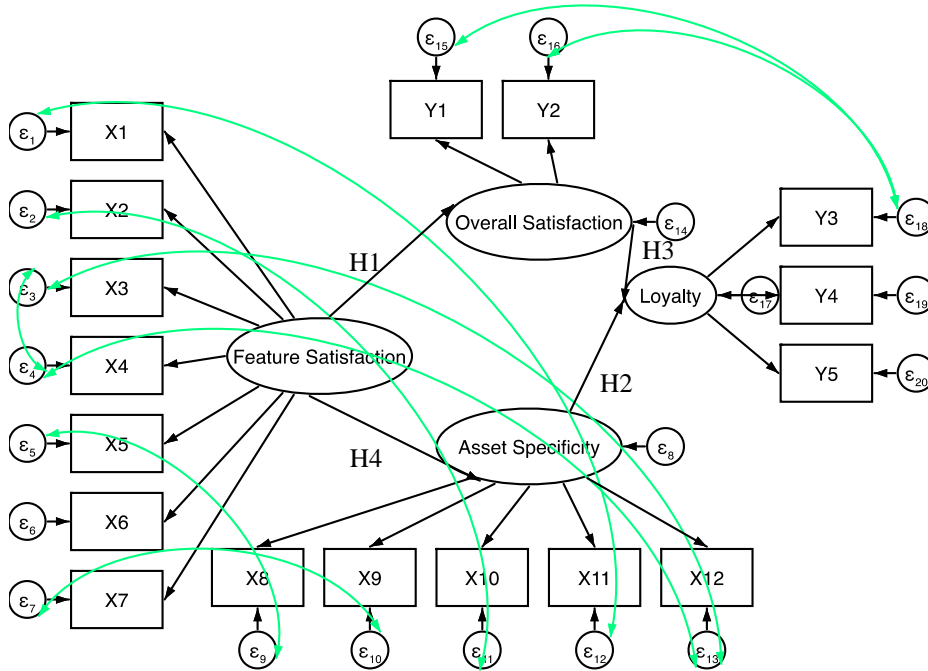 ε15
ε16
Y1
Y2
ε1
X1
ε2
X2
Overall Satisfaction
ε14
Y3
ε18
H1
H3
ε3
X3
Loyalty
ε17
Y4
ε19
ε4
X4
Feature Satisfaction
H2
Y5
ε20
ε5
X5
H4
Asset Specificity
ε8
ε6
X6
X8
X9
X10
X11
X12
ε7
X7
ε9
ε10
ε11
ε12
ε13